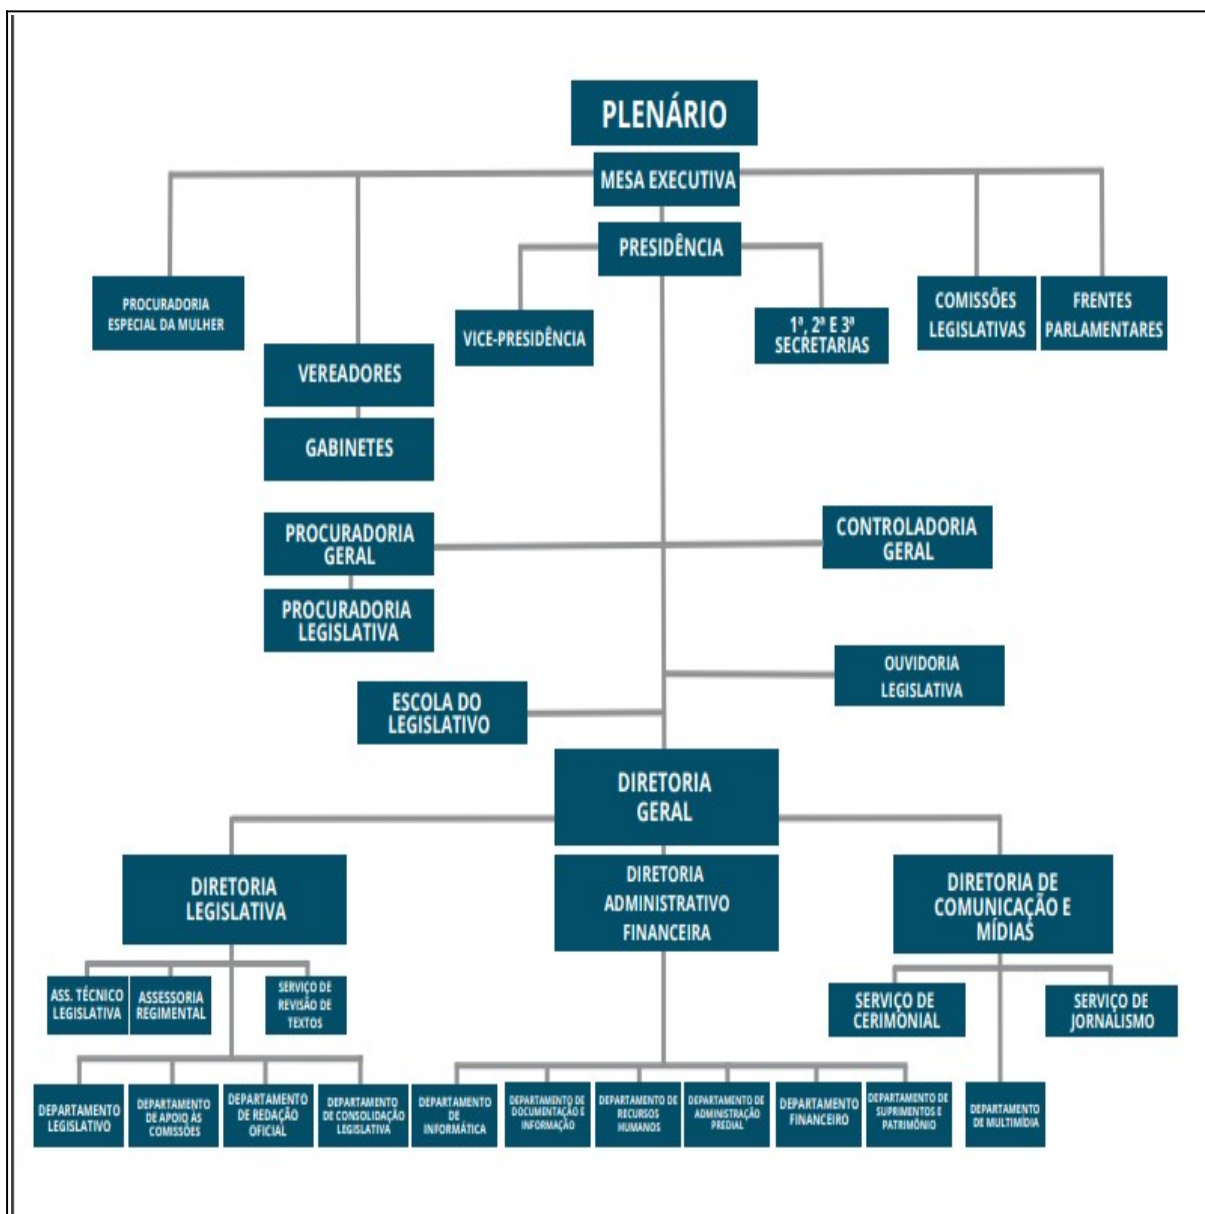 PLENÁRIO
MESA EXECUTIVA
PRESIDÊNCIA
PROCURADORIA
ESPECIAL DA MULHER
VICE-PRESIDÊNCIA
1ª, 2ª E 3ª
SECRETARIAS
COMISSÕES
LEGISLATIVAS
FRENTES
PARLAMENTARES
VEREADORES
GABINETES
PROCURADORIA
GERAL
CONTROLADORIA
GERAL
PROCURADORIA
LEGISLATIVA
OUVIDORIA
LEGISLATIVA
ESCOLA DO
LEGISLATIVO
DIRETORIA
GERAL
DIRETORIA
LEGISLATIVA
DIRETORIA
ADMINISTRATIVO
FINANCEIRA
DIRETORIA DE
COMUNICAÇÃO E
MÍDIAS
ASS. TÉCNICO
LEGISLATIVA
ASSESSORIA
REGIMENTAL
SERVIÇO DE
REVISÃO DE
TEXTOS
SERVIÇO DE
CERIMONIAL
SERVIÇO DE
JORNALISMO
DEPARTAMENTO
LEGISLATIVO
DEPARTAMENTO
DE APOIO ÀS
COMISSÕES
DEPARTAMENTO
DE REDAÇÃO
OFICIAL
DEPARTAMENTO
DE CONSOLIDAÇÃO
LEGISLATIVA
DEPARTAMENTO
DE
INFORMÁTICA
DEPARTAMENTO DE
DOCUMENTAÇÃO E
INFORMAÇÃO
DEPARTAMENTO DE
RECURSOS
HUMANOS
DEPARTAMENTO DE
ADMINISTRAÇÃO
PREDIAL
DEPARTAMENTO
FINANCEIRO
DEPARTAMENTO DE
SUPRIMENTOS E
PATRIMÔNIO
DEPARTAMENTO
DE MULTIMÍDIA